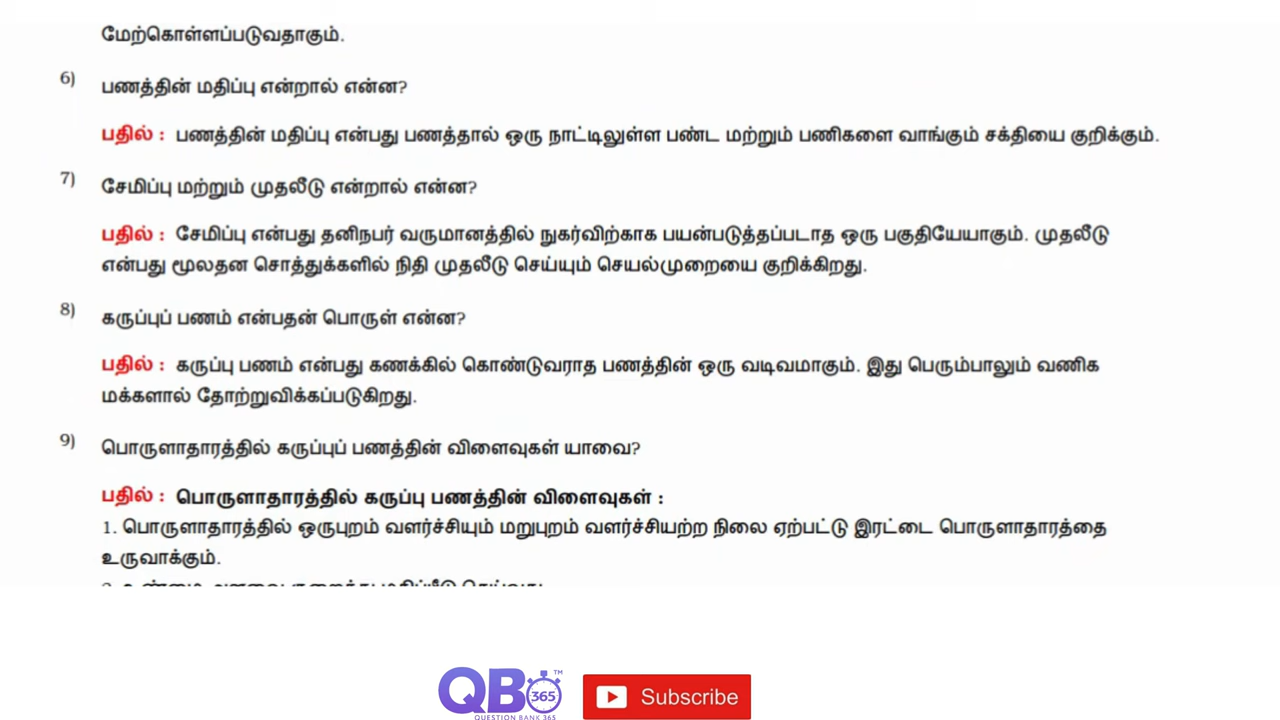 மேற்கொள்ளப்படுவதாகும்.
6) பணத்தின் மதிப்பு என்றால் என்ன?
பதில் : பணத்தின் மதிப்பு என்பது பணத்தால் ஒரு நாட்டிலுள்ள பண்ட மற்றும் பணிகளை வாங்கும் சக்தியை குறிக்கும்.
7) சேமிப்பு மற்றும் முதலீடு என்றால் என்ன?
பதில் : சேமிப்பு என்பது தனிநபர் வருமானத்தில் நுகர்விற்காக பயன்படுத்தப்படாத ஒரு பகுதியேயாகும். முதலீடு
என்பது மூலதன சொத்துக்களில் நிதி முதலீடு செய்யும் செயல்முறையை குறிக்கிறது.
8) கருப்புப் பணம் என்பதன் பொருள் என்ன?
பதில் : கருப்பு பணம் என்பது கணக்கில் கொண்டுவராத பணத்தின் ஒரு வடிவமாகும். இது பெரும்பாலும் வணிக
மக்களால் தோற்றுவிக்கப்படுகிறது.
9) பொருளாதாரத்தில் கருப்புப் பணத்தின் விளைவுகள் யாவை?
பதில் : பொருளாதாரத்தில் கருப்பு பணத்தின் விளைவுகள் :
1. பொருளாதாரத்தில் ஒருபுறம் வளர்ச்சியும் மறுபுறம் வளர்ச்சியற்ற நிலை ஏற்பட்டு இரட்டை பொருளாதாரத்தை
உருவாக்கும்.
QB 365 ™
QUESTION BANK 365
Subscribe